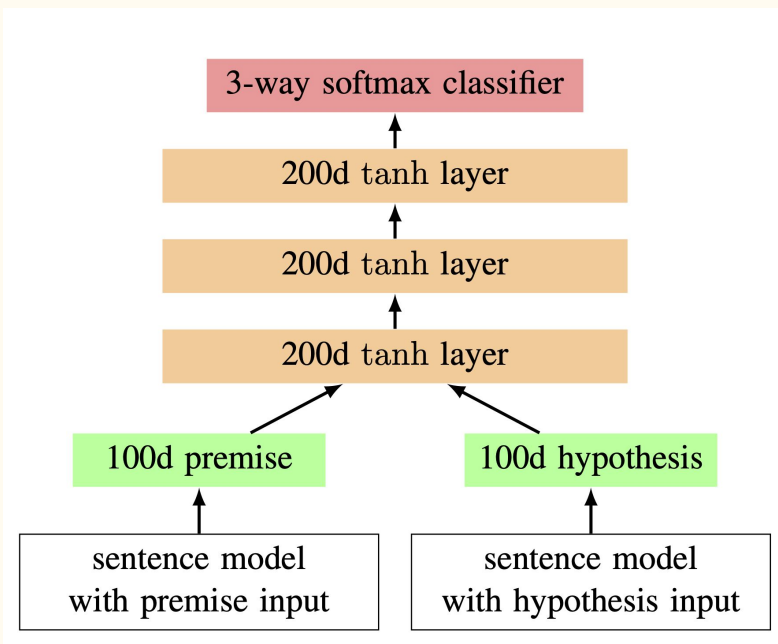 3-way softmax classifier
200d tanh layer
200d tanh layer
200d tanh layer
100d premise
100d hypothesis
sentence model
with premise input
sentence model
with hypothesis input